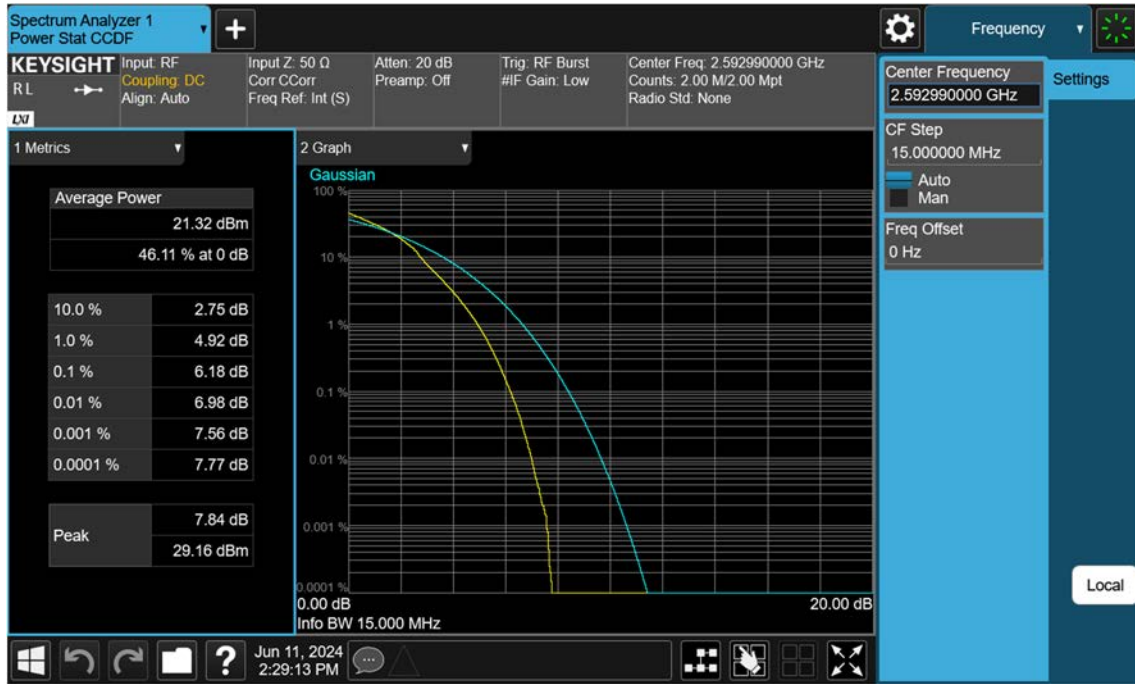 Spectrum Analyzer 1
Power Stat CCDF
+
Frequency
KEYSIGHT
RL
LXI
Input: RF
Coupling: DC
Align: Auto
Input Z: 50 Ω
Corr CCorr
Freq Ref: Int (S)
Atten: 20 dB
Preamp: Off
Trig: RF Burst
#IF Gain: Low
Center Freq: 2.592990000 GHz
Counts: 2.00 M/2.00 Mpt
Radio Std: None
Center Frequency
2.592990000 GHz
Settings
CF Step
15.000000 MHz
Auto
Man
Freq Offset
0 Hz
1 Metrics
Average Power
21.32 dBm
46.11 % at 0 dB
10.0 % 2.75 dB
1.0 % 4.92 dB
0.1 % 6.18 dB
0.01 % 6.98 dB
0.001 % 7.56 dB
0.0001 % 7.77 dB
Peak
7.84 dB
29.16 dBm
2 Graph
Gaussian
100 %
10 %
1 %
0.1 %
0.01 %
0.001 %
0.0001 %
0.00 dB 20.00 dB
Info BW 15.000 MHz
Local
?
Jun 11, 2024
2:29:13 PM